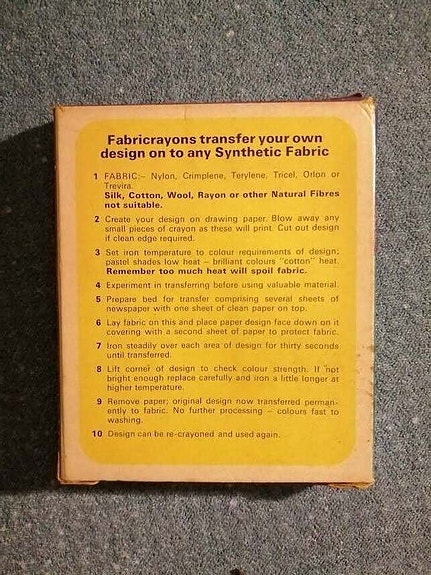 Fabricrayons transfer your own
design on to any Synthetic Fabric
1 FABRIC:– Nylon, Crimplene, Terylene, Tricel, Orlon or
Trevira.
Silk, Cotton, Wool, Rayon or other Natural Fibres
not suitable.
2 Create your design on drawing paper. Blow away any
small pieces of crayon as these will print. Cut out design
if clean edge required.
3 Set iron temperature to colour requirements of design;
pastel shades low heat – brilliant colours "cotton" heat.
Remember too much heat will spoil fabric.
4 Experiment in transferring before using valuable material.
5 Prepare bed for transfer comprising several sheets of
newspaper with one sheet of clean paper on top.
6 Lay fabric on this and place paper design face down on it
covering with a second sheet of paper to protect fabric.
7 Iron steadily over each area of design for thirty seconds
until transferred.
8 Lift corner of design to check colour strength. If not
bright enough replace carefully and iron a little longer at
higher temperature.
9 Remove paper; original design now transferred perman-
ently to fabric. No further processing – colours fast to
washing.
10 Design can be re-crayoned and used again.